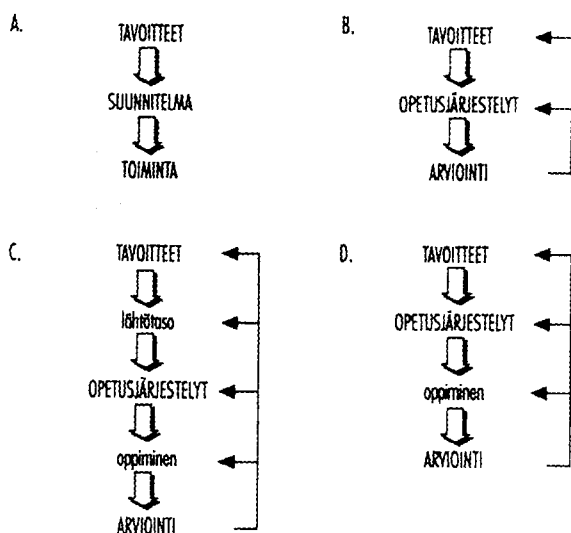 A.
TAVOITTEET
SUUNNITELMA
TOIMINTA
B.
TAVOITTEET
OPETUSJÄRJESTELYT
ARVIOINTI
C.
TAVOITTEET
lähtötaso
OPETUSJÄRJESTELYT
oppiminen
ARVIOINTI
D.
TAVOITTEET
OPETUSJÄRJESTELYT
oppiminen
ARVIOINTI